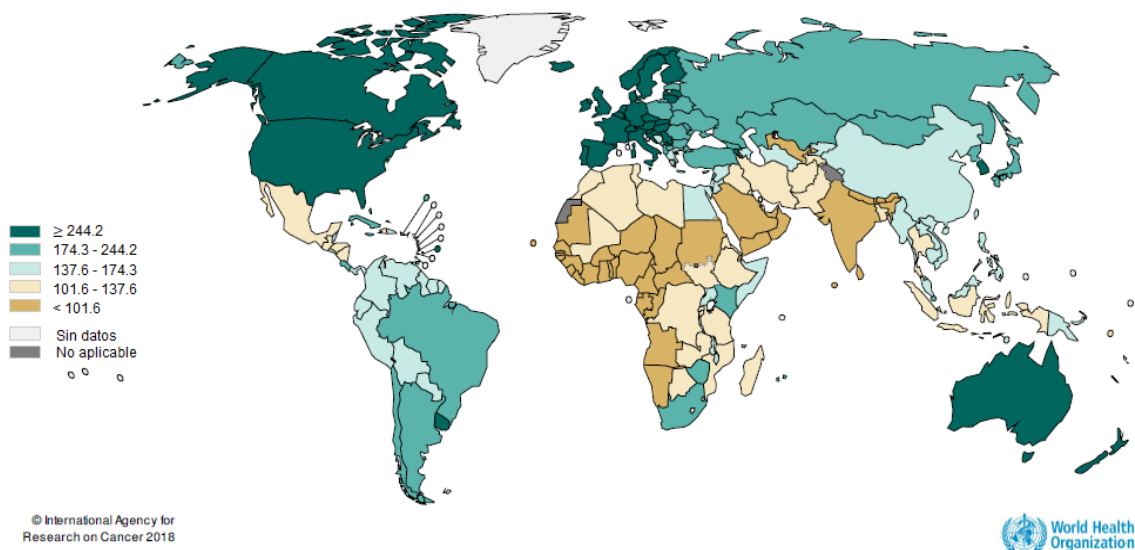 ≥ 244.2
174.3 - 244.2
137.6 - 174.3
101.6 - 137.6
< 101.6
Sin datos
No aplicable
© International Agency for
Research on Cancer 2018
World Health
Organization